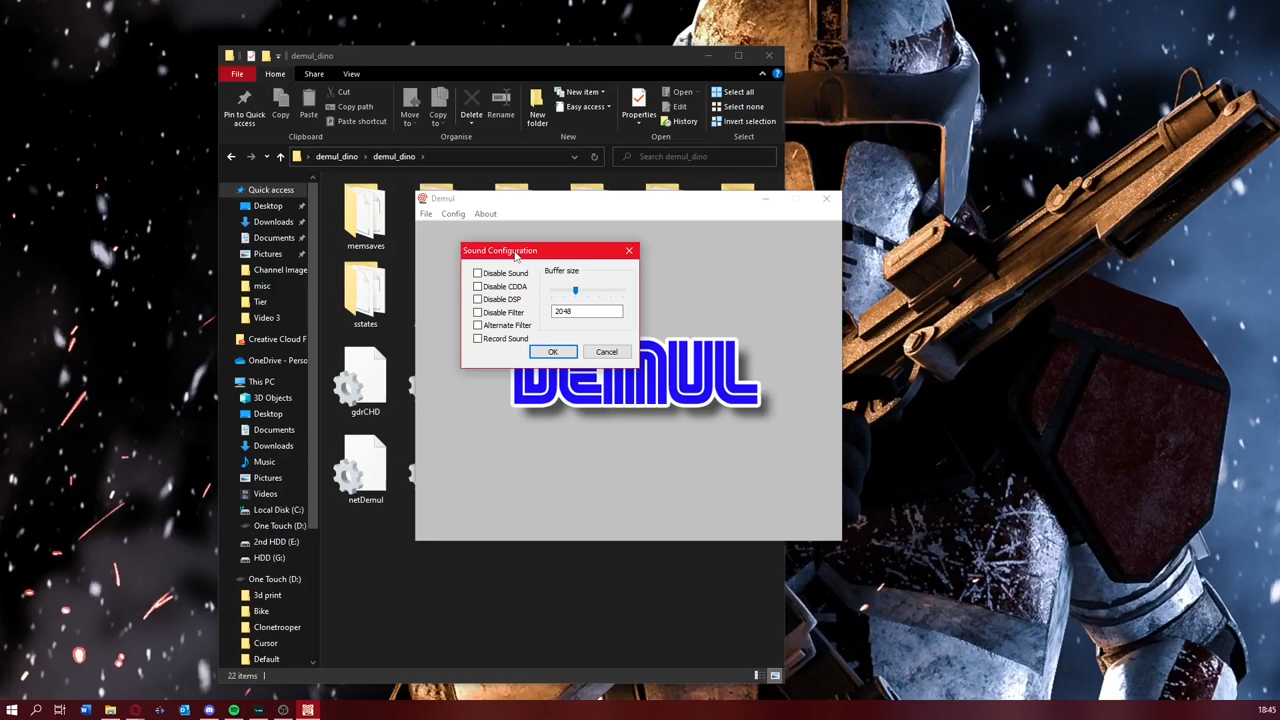 demul_dino
File
Home
Share
View
Pin to Quick
access
Copy
Paste
Cut
Copy path
Paste shortcut
Clipboard
Move
to
Copy
to
Delete
Rename
Organise
New
folder
New item
Easy access
New
Properties
Open
Edit
History
Open
Select all
Select none
Invert selection
Select
demul_dino
demul_dino
Search demul_dino
Quick access
Desktop
Downloads
Documents
Pictures
Channel Image
misc
Tier
Video 3
Creative Cloud F
OneDrive - Perso
This PC
3D Objects
Desktop
Documents
Downloads
Music
Pictures
Videos
Local Disk (C:)
One Touch (D:)
2nd HDD (E:)
HDD (G:)
One Touch (D:)
3d print
Bike
Clonetrooper
Cursor
Default
memsaves
sstates
gdrCHD
netDemul
22 items
Demul
File
Config
About
Sound Configuration
Disable Sound
Disable CDDA
Disable DSP
Disable Filter
Alternate Filter
Record Sound
Buffer size
2048
OK
Cancel
DEMUL
18:45